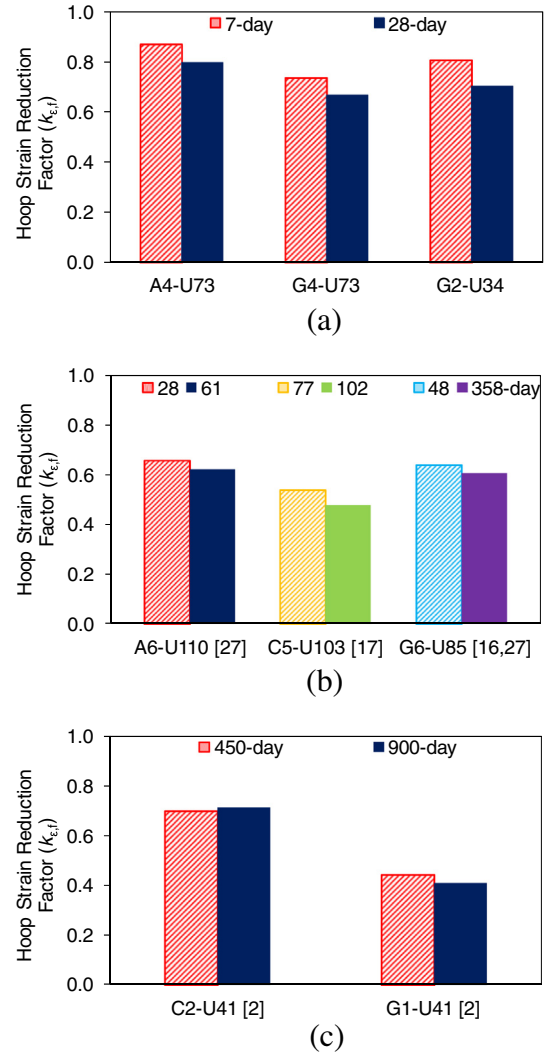 7-day 28-day
Hoop Strain Reduction
Factor (kε,f)
1.0
0.8
0.6
0.4
0.2
0.0
A4-U73 G4-U73 G2-U34
(a)
28 61 77 102 48 358-day
Hoop Strain Reduction
Factor (kε,f)
1.0
0.8
0.6
0.4
0.2
0.0
A6-U110 [27] C5-U103 [17] G6-U85 [16,27]
(b)
450-day 900-day
Hoop Strain Reduction
Factor (kε,f)
1.0
0.8
0.6
0.4
0.2
0.0
C2-U41 [2] G1-U41 [2]
(c)